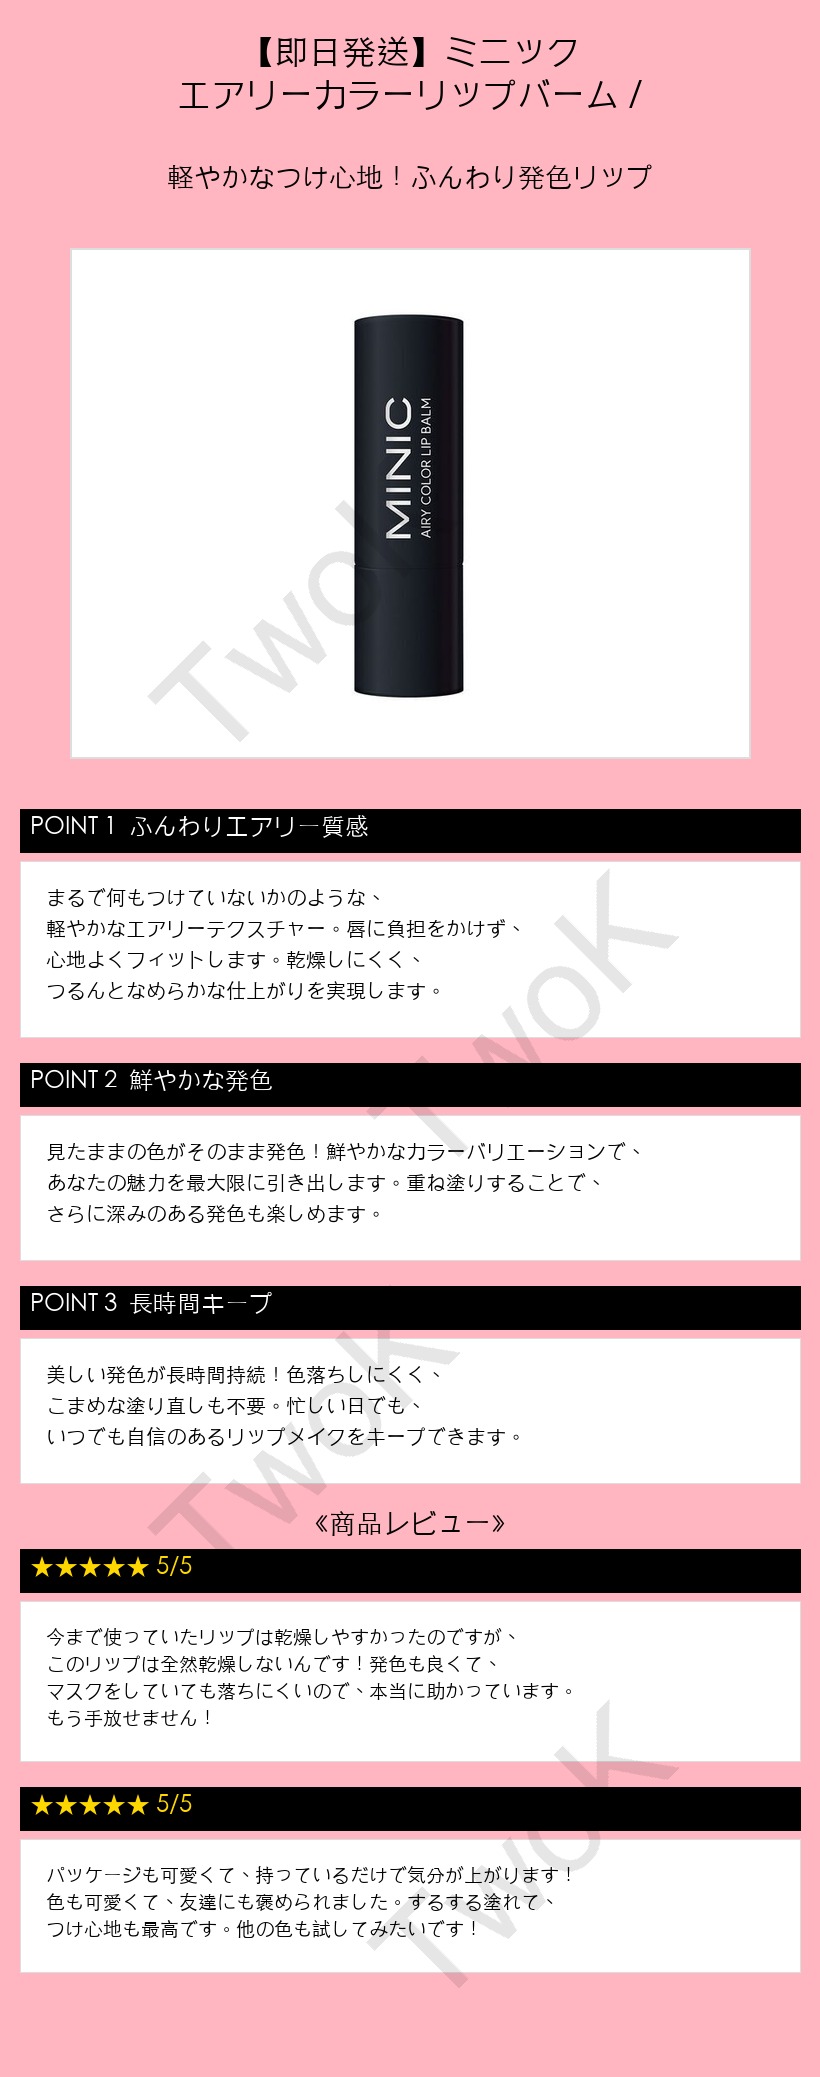 【即日発送】ミニック
エアリーカラーリップバーム /
軽やかなつけ心地！ふんわり発色リップ
MINIC
AIRY COLOR LIP BALM
TwoK
POINT 1 ふんわりエアリー質感
まるで何もつけていないかのような、
軽やかなエアリーテクスチャー。唇に負担をかけず、
心地よくフィットします。乾燥しにくく、
つるんとなめらかな仕上がりを実現します。
TwoK
POINT 2 鮮やかな発色
見たままの色がそのまま発色！鮮やかなカラーバリエーションで、
あなたの魅力を最大限に引き出します。重ね塗りすることで、
さらに深みのある発色も楽しめます。
POINT 3 長時間キープ
美しい発色が長時間持続！色落ちしにくく、
こまめな塗り直しも不要。忙しい日でも、
いつでも自信のあるリップメイクをキープできます。
TwoK
《商品レビュー》
★★★★★ 5/5
今まで使っていたリップは乾燥しやすかったのですが、
このリップは全然乾燥しないんです！発色も良くて、
マスクをしていても落ちにくいので、本当に助かっています。
もう手放せません！
★★★★★ 5/5
パッケージも可愛くて、持っているだけで気分が上がります！
色も可愛くて、友達にも褒められました。するする塗れて、
つけ心地も最高です。他の色も試してみたいです！
TwoK